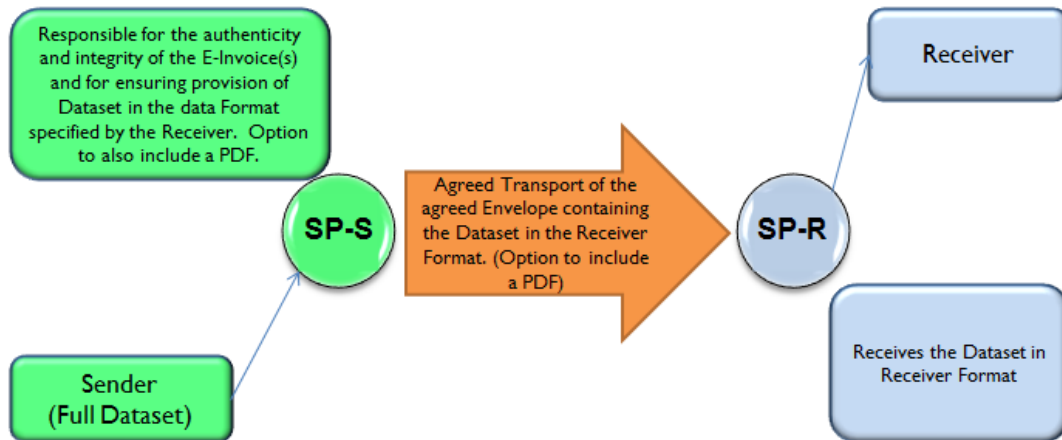 Responsible for the authenticity
and integrity of the E-Invoice(s)
and for ensuring provision of
Dataset in the data Format
specified by the Receiver.  Option
to also include a PDF.
SP-S
Sender
(Full Dataset)
Agreed Transport of the
agreed Envelope containing
the Dataset in the Receiver
Format. (Option to include
a PDF)
SP-R
Receiver
Receives the Dataset in
Receiver Format